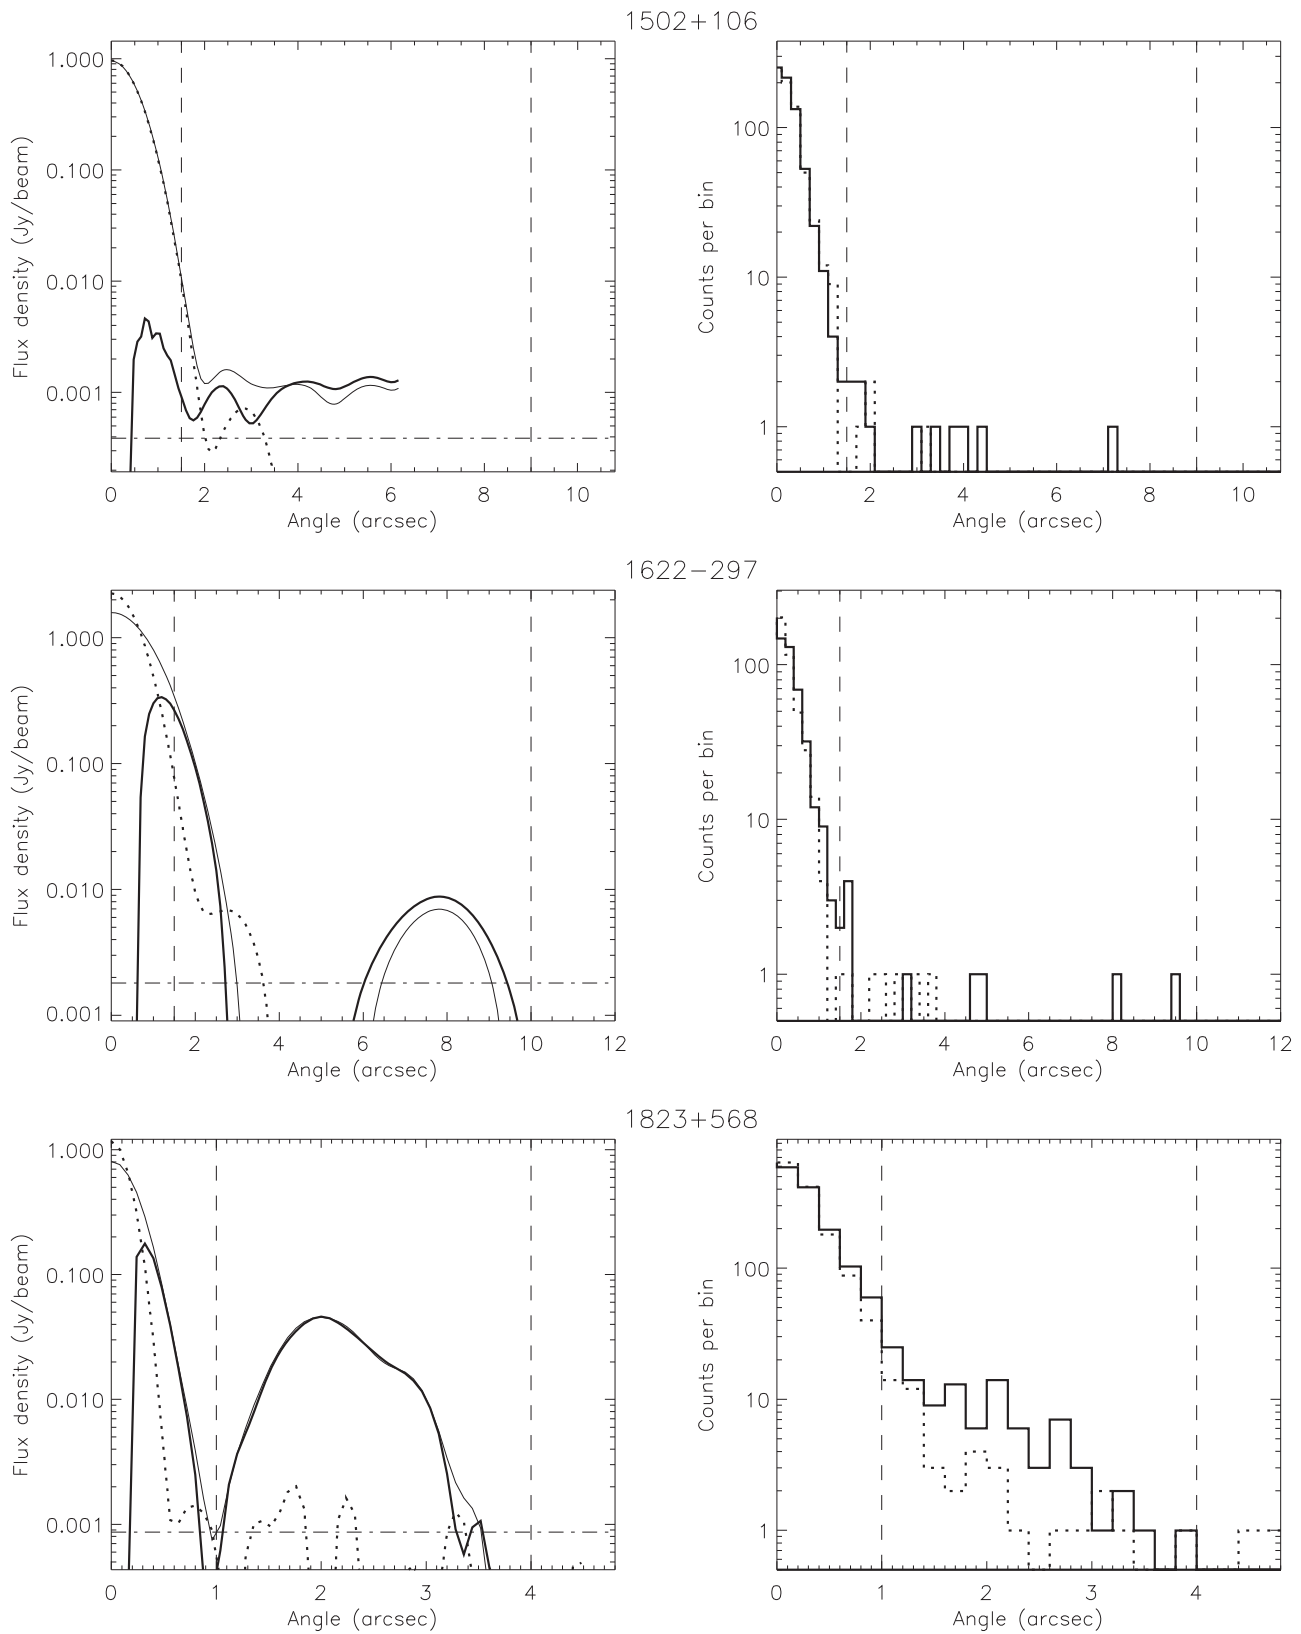 1502+106
1.000
0.100
0.010
0.001
Flux density (Jy/beam)
0 2 4 6 8 10
Angle (arcsec)
100
10
1
Counts per bin
0 2 4 6 8 10
Angle (arcsec)
1622−297
1.000
0.100
0.010
0.001
Flux density (Jy/beam)
0 2 4 6 8 10 12
Angle (arcsec)
100
10
1
Counts per bin
0 2 4 6 8 10 12
Angle (arcsec)
1823+568
1.000
0.100
0.010
0.001
Flux density (Jy/beam)
0 1 2 3 4
Angle (arcsec)
100
10
1
Counts per bin
0 1 2 3 4
Angle (arcsec)